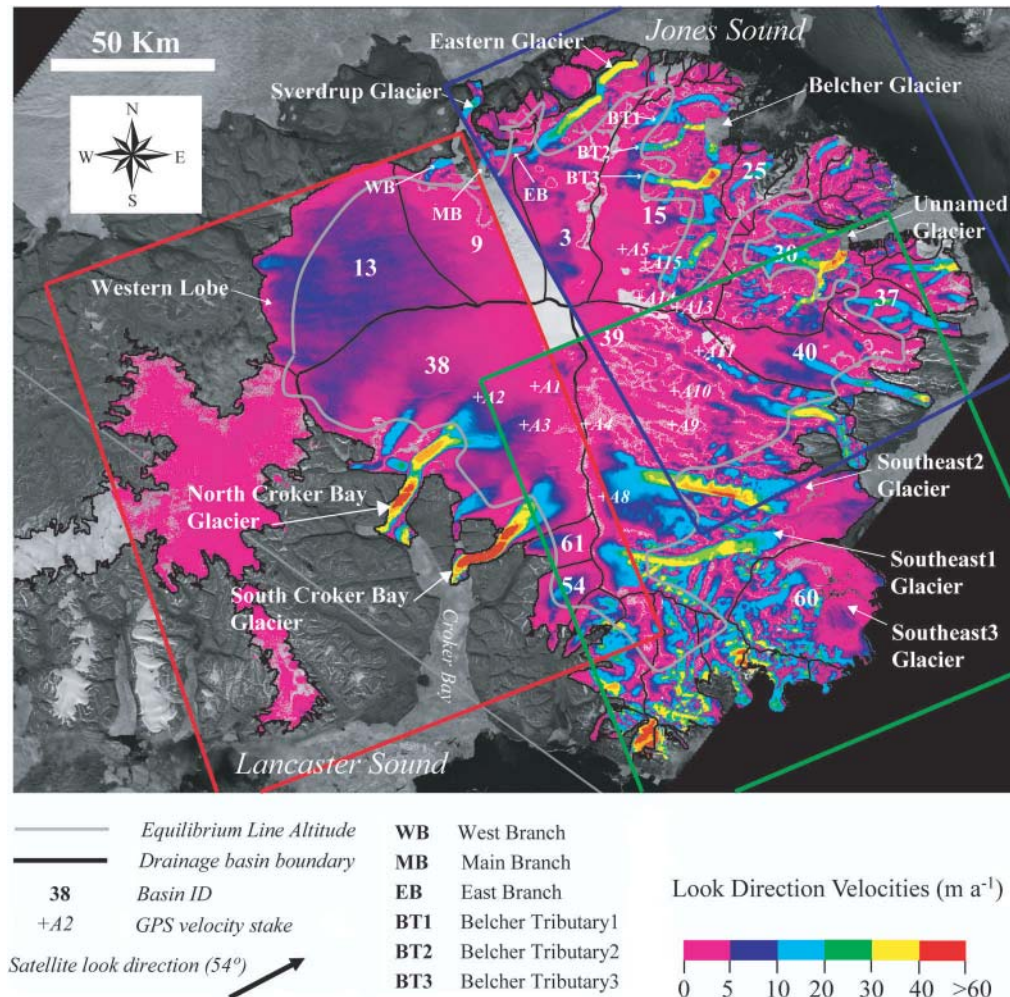 50 Km
Jones Sound
Eastern Glacier
Sverdrup Glacier
Belcher Glacier
N
W E
S
BT1
BT2
BT3
WB
MB
EB
25
Unnamed
Glacier
15
9
3
13
+A5
+A15
30
Western Lobe
+A14
+A13
37
39
+A11
40
38
+A1
+A2
+A10
+A3
+A4
+A9
Southeast2
Glacier
North Croker Bay
Glacier
+A8
61
Southeast1
Glacier
54
South Croker Bay
Glacier
60
Southeast3
Glacier
Croker Bay
Lancaster Sound
Equilibrium Line Altitude
Drainage basin boundary
38 Basin ID
+A2 GPS velocity stake
Satellite look direction (54º)
WB West Branch
MB Main Branch
EB East Branch
BT1 Belcher Tributary1
BT2 Belcher Tributary2
BT3 Belcher Tributary3
Look Direction Velocities (m a⁻¹)
0 5 10 20 30 40 >60